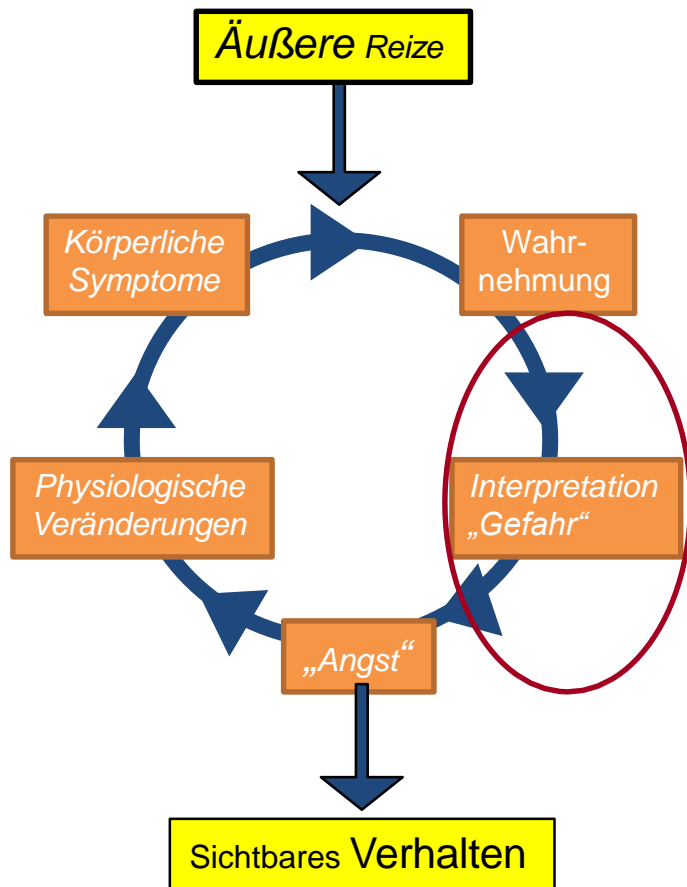 Äußere Reize
Körperliche
Symptome
Wahr-
nehmung
Physiologische
Veränderungen
Interpretation
„Gefahr“
„Angst“
Sichtbares Verhalten